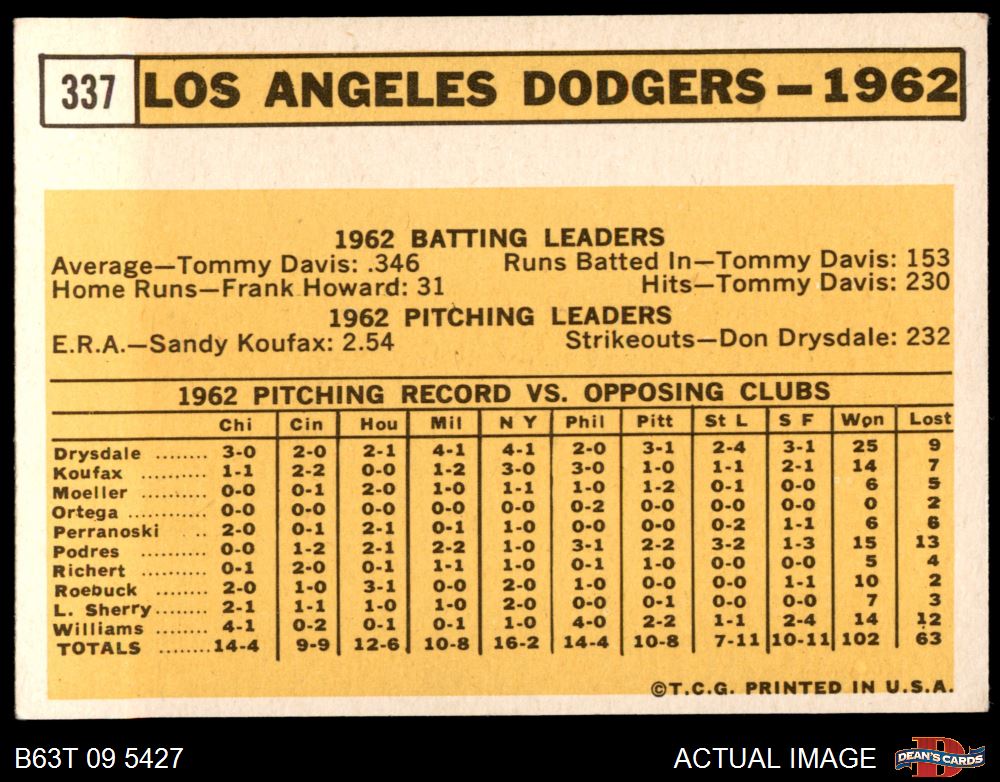 337 LOS ANGELES DODGERS—1962
1962 BATTING LEADERS
Average—Tommy Davis: .346 Runs Batted In—Tommy Davis: 153
Home Runs—Frank Howard: 31 Hits—Tommy Davis: 230
1962 PITCHING LEADERS
E.R.A.—Sandy Koufax: 2.54 Strikeouts—Don Drysdale: 232
1962 PITCHING RECORD VS. OPPOSING CLUBS
Chi Cin Hou Mil N Y Phil Pitt St L S F Won Lost
Drysdale ........ 3-0 2-0 2-1 4-1 4-1 2-0 3-1 2-4 3-1 25 9
Koufax .......... 1-1 2-2 0-0 1-2 3-0 3-0 1-0 1-1 2-1 14 7
Moeller ......... 0-0 0-1 2-0 1-0 1-1 1-0 1-2 0-1 0-0 6 5
Ortega ............ 0-0 0-0 0-0 0-0 0-0 0-2 0-0 0-0 0-0 0 2
Perranoski .. 2-0 0-1 2-1 0-1 1-0 0-0 0-0 0-2 1-1 6 6
Podres .......... 0-0 1-2 2-1 2-2 1-0 3-1 2-2 3-2 1-3 15 13
Richert .......... 0-1 2-0 0-1 1-1 1-0 0-1 1-0 0-0 0-0 5 4
Roebuck ........ 2-0 1-0 3-1 0-0 2-0 1-0 0-0 0-0 1-1 10 2
L. Sherry........ 2-1 1-1 1-0 1-0 2-0 0-0 0-1 0-0 0-0 7 3
Williams ........ 4-1 0-2 0-1 0-1 1-0 4-0 2-2 1-1 2-4 14 12
TOTALS ........14-4 9-9 12-6 10-8 16-2 14-4 10-8 7-11 10-11 102 63
©T.C.G. PRINTED IN U.S.A.
B63T 09 5427 ACTUAL IMAGE D DEAN'S CARDS